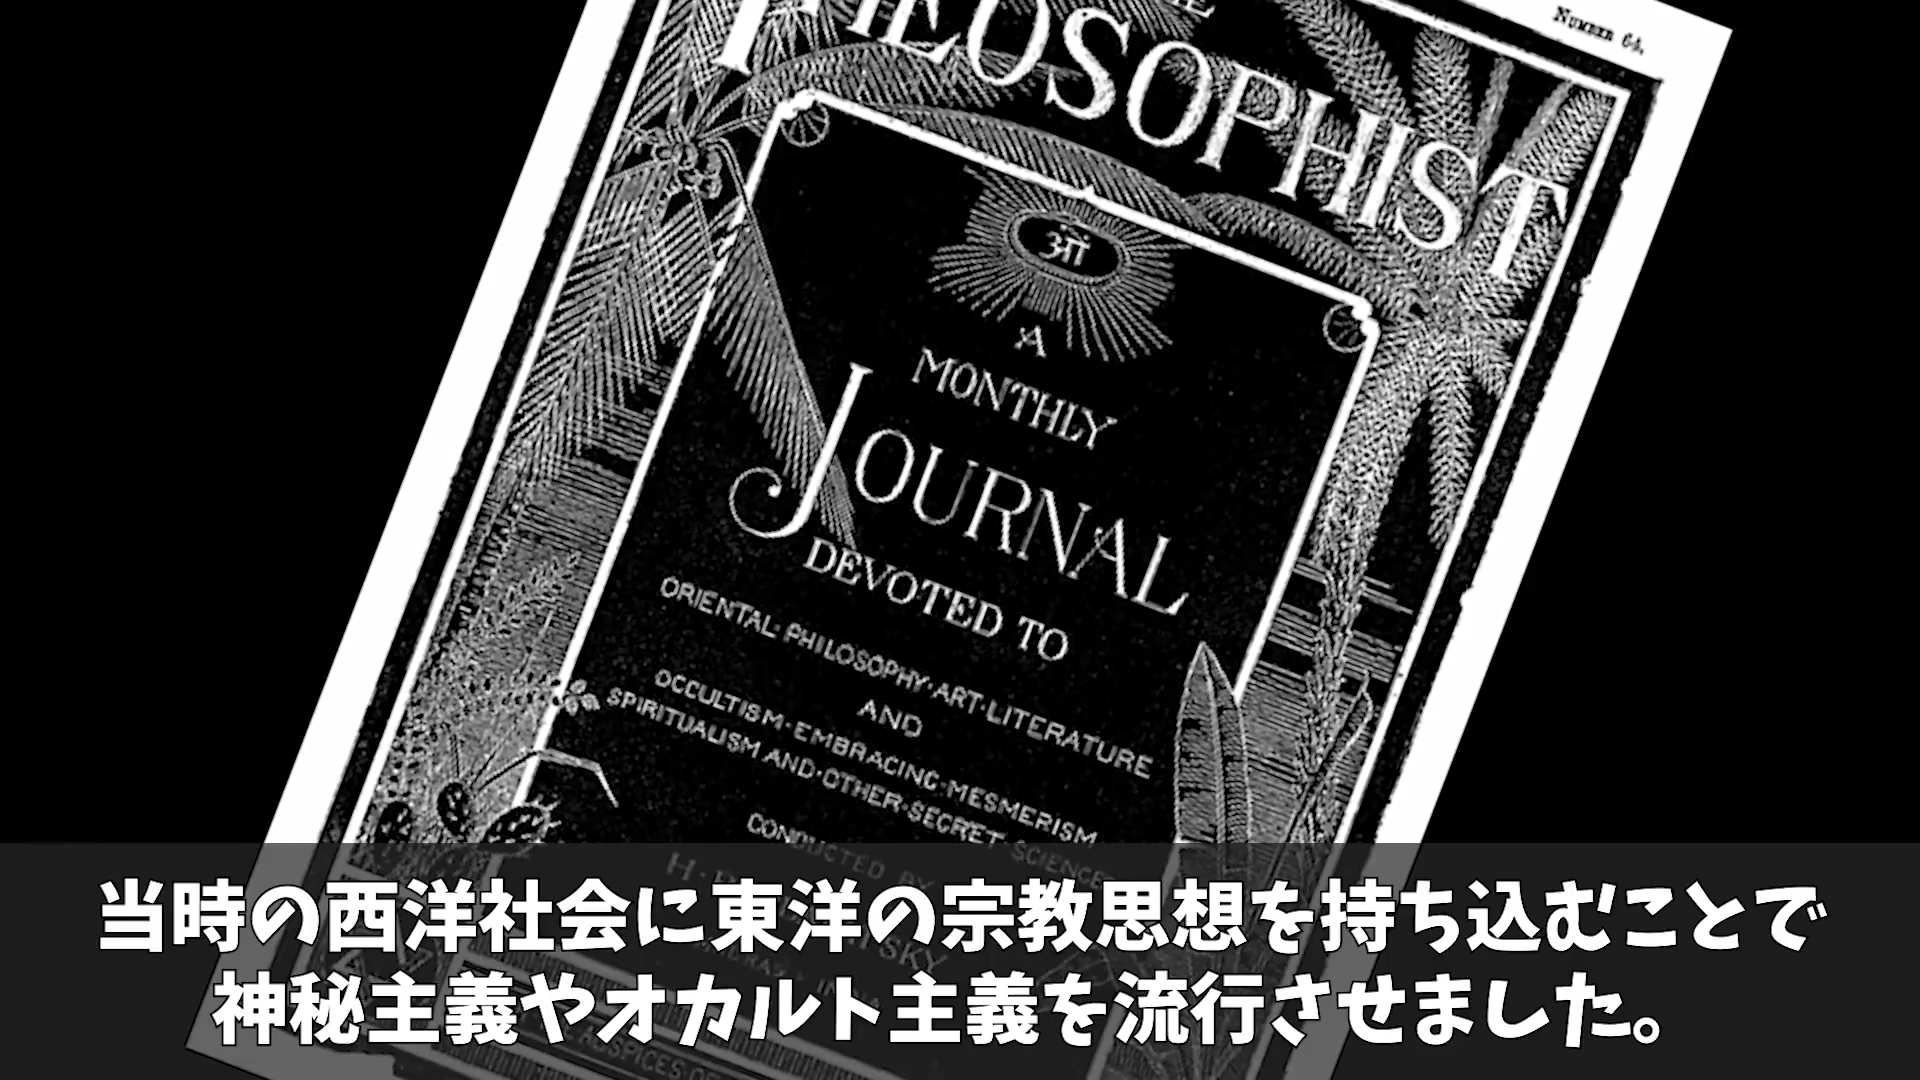 NUMBER 64.
THEOSOPHIST
ओं
A
MONTHLY
JOURNAL
DEVOTED TO
ORIENTAL·PHILOSOPHY·ART·LITERATURE
AND
OCCULTISM·EMBRACING·MESMERISM
SPIRITUALISM AND·OTHER·SECRET SCIENCES
CONDUCTED BY
当時の西洋社会に東洋の宗教思想を持ち込むことで
神秘主義やオカルト主義を流行させました。